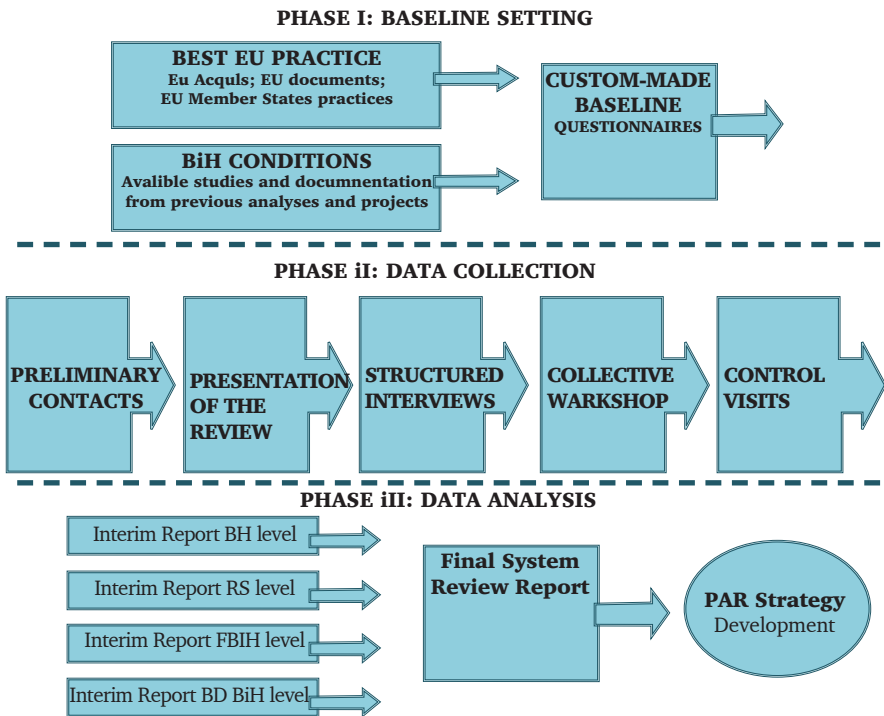 PHASE I: BASELINE SETTING
BEST EU PRACTICE
Eu Acquls; EU documents;
EU Member States practices
CUSTOM-MADE
BASELINE
QUESTIONNAIRES
BiH CONDITIONS
Avalible studies and documnentation
from previous analyses and projects
PHASE iI: DATA COLLECTION
PRELIMINARY
CONTACTS
PRESENTATION
OF THE
REVIEW
STRUCTURED
INTERVIEWS
COLLECTIVE
WARKSHOP
CONTROL
VISITS
PHASE iII: DATA ANALYSIS
Interim Report BH level
Interim Report RS level
Interim Report FBIH level
Interim Report BD BiH level
Final System
Review Report
PAR Strategy
Development